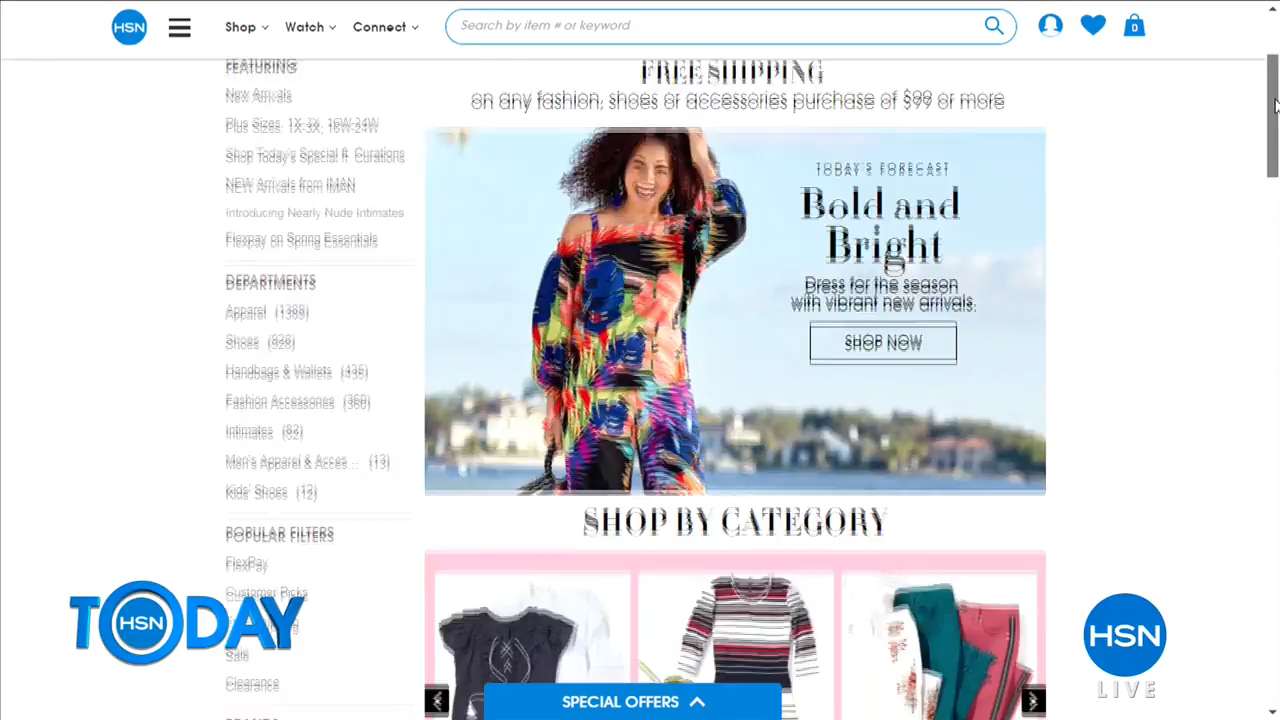 HSN
Shop
Watch
Connect
Search by item # or keyword
0
FEATURING
New Arrivals
Plus Sizes: 1X-3X, 16W-24W
Shop Today's Special ft. Curations
NEW Arrivals from IMAN
Introducing Nearly Nude Intimates
Flexpay on Spring Essentials
DEPARTMENTS
Apparel (1389)
Shoes (939)
Handbags & Wallets (435)
Fashion Accessories (360)
Intimates (82)
Men's Apparel & Acces... (13)
Kids' Shoes (12)
POPULAR FILTERS
FlexPay
Customer Picks
Sale
Clearance
FREE SHIPPING
on any fashion, shoes or accessories purchase of $99 or more
TODAY'S FORECAST
Bold and
Bright
Dress for the season
with vibrant new arrivals.
SHOP NOW
SHOP BY CATEGORY
SPECIAL OFFERS
TODAY
HSN
HSN
LIVE